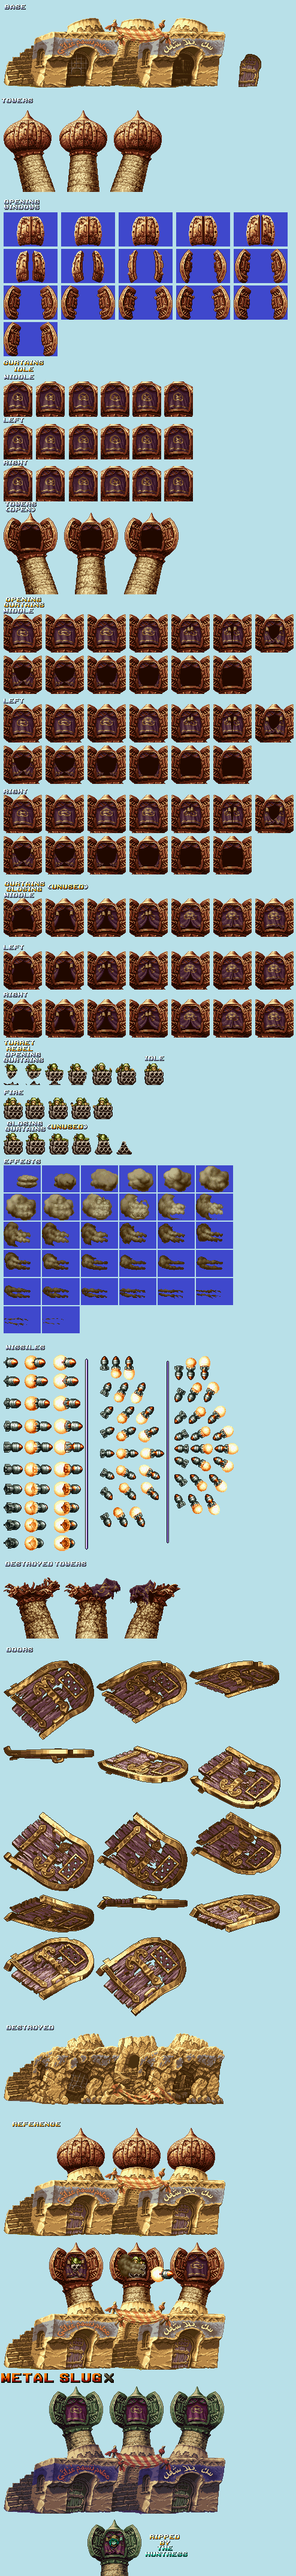 BASE
TOWERS
OPENING
WINDOWS
CURTAINS
IDLE
MIDDLE
LEFT
RIGHT
TOWERS
(OPEN)
OPENING
CURTAINS
MIDDLE
LEFT
RIGHT
CURTAINS
CLOSING (UNUSED)
MIDDLE
LEFT
RIGHT
TURRET
REBEL
OPENING
CURTAINS
IDLE
FIRE
CLOSING
CURTAINS (UNUSED)
EFFECTS
MISSILES
DESTROYED TOWERS
DOORS
DESTROYED
REFERENCE
METAL SLUG X
RIPPED
BY
THE
HUNTRESS